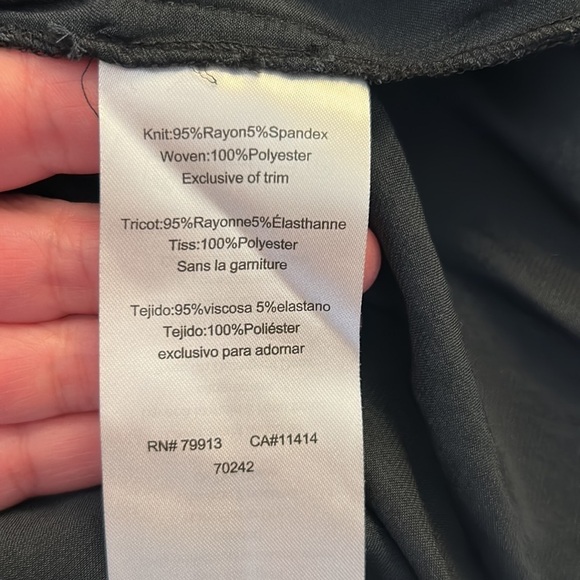 Knit:95%Rayon5%Spandex
Woven:100%Polyester
Exclusive of trim
Tricot:95%Rayonne5%Élasthanne
Tiss:100%Polyester
Sans la garniture
Tejido:95%viscosa 5%elastano
Tejido:100%Poliéster
exclusivo para adornar
RN# 79913 CA#11414
70242